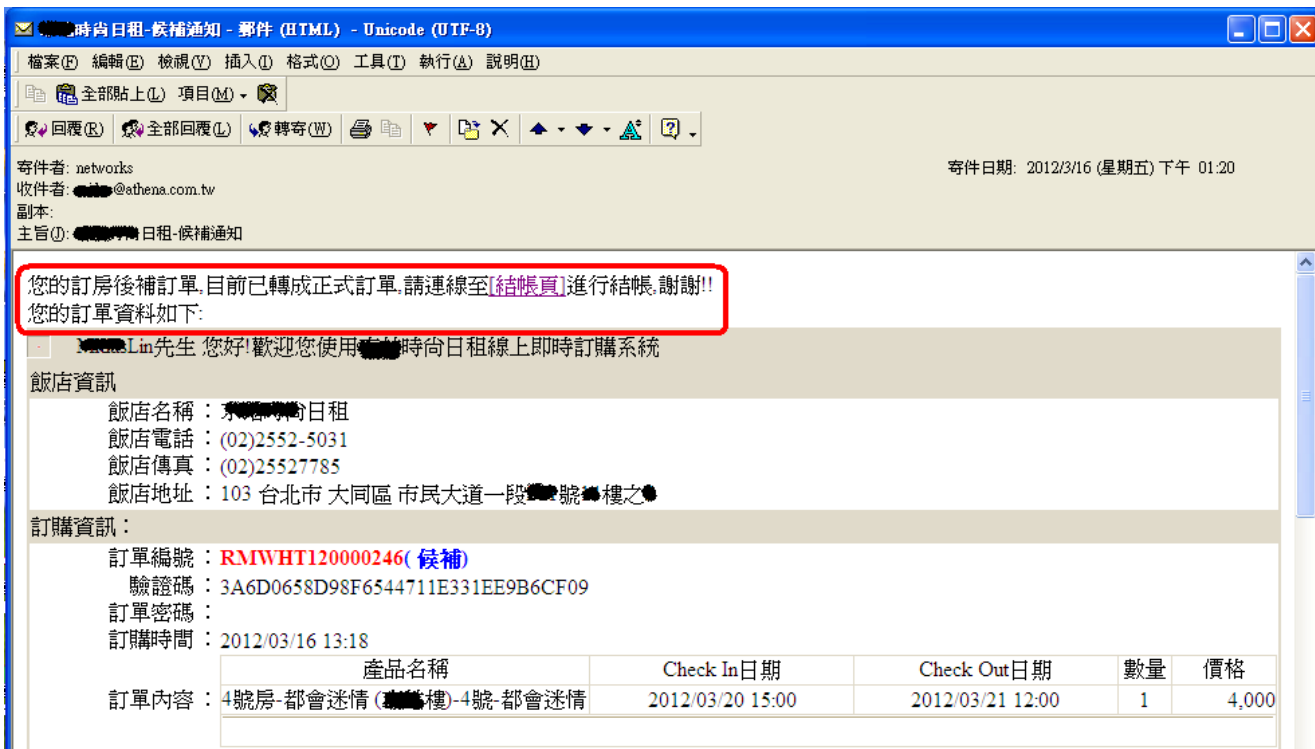 時尚日租-候補通知 - 郵件 (HTML) - Unicode (UTF-8)
檔案(F) 編輯(E) 檢視(V) 插入(I) 格式(O) 工具(T) 執行(A) 說明(H)
全部貼上(L) 項目(M)
回覆(R) 全部回覆(L) 轉寄(W)
寄件者: networks 寄件日期: 2012/3/16 (星期五) 下午 01:20
收件者: @athena.com.tw
副本:
主旨(J): 日租-候補通知
您的訂房後補訂單,目前已轉成正式訂單,請連線至[結帳頁]進行結帳,謝謝!!
您的訂單資料如下:
Lin先生 您好!歡迎您使用時尚日租線上即時訂購系統
飯店資訊
飯店名稱：日租
飯店電話：(02)2552-5031
飯店傳真：(02)25527785
飯店地址：103 台北市 大同區 市民大道一段號樓之
訂購資訊：
訂單編號：RMWHT120000246( 候補)
驗證碼：3A6D0658D98F6544711E331EE9B6CF09
訂單密碼：
訂購時間：2012/03/16 13:18
產品名稱 Check In日期 Check Out日期 數量 價格
訂單內容：4號房-都會迷情 (樓)-4號-都會迷情 2012/03/20 15:00 2012/03/21 12:00 1 4,000